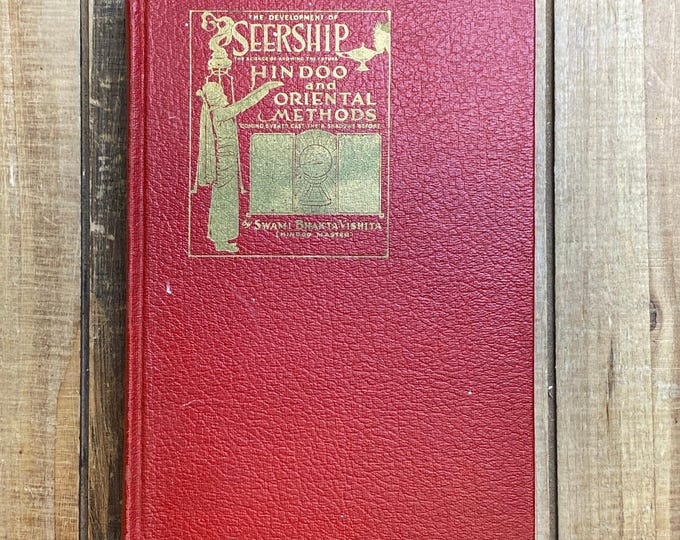 THE DEVELOPMENT OF
SEERSHIP
THE SCIENCE OF KNOWING THE FUTURE
HINDOO
and
ORIENTAL
METHODS
"COMING EVENTS CAST THEIR SHADOWS BEFORE"
By SWAMI BHAKTA VISHITA
(HINDOO MASTER)